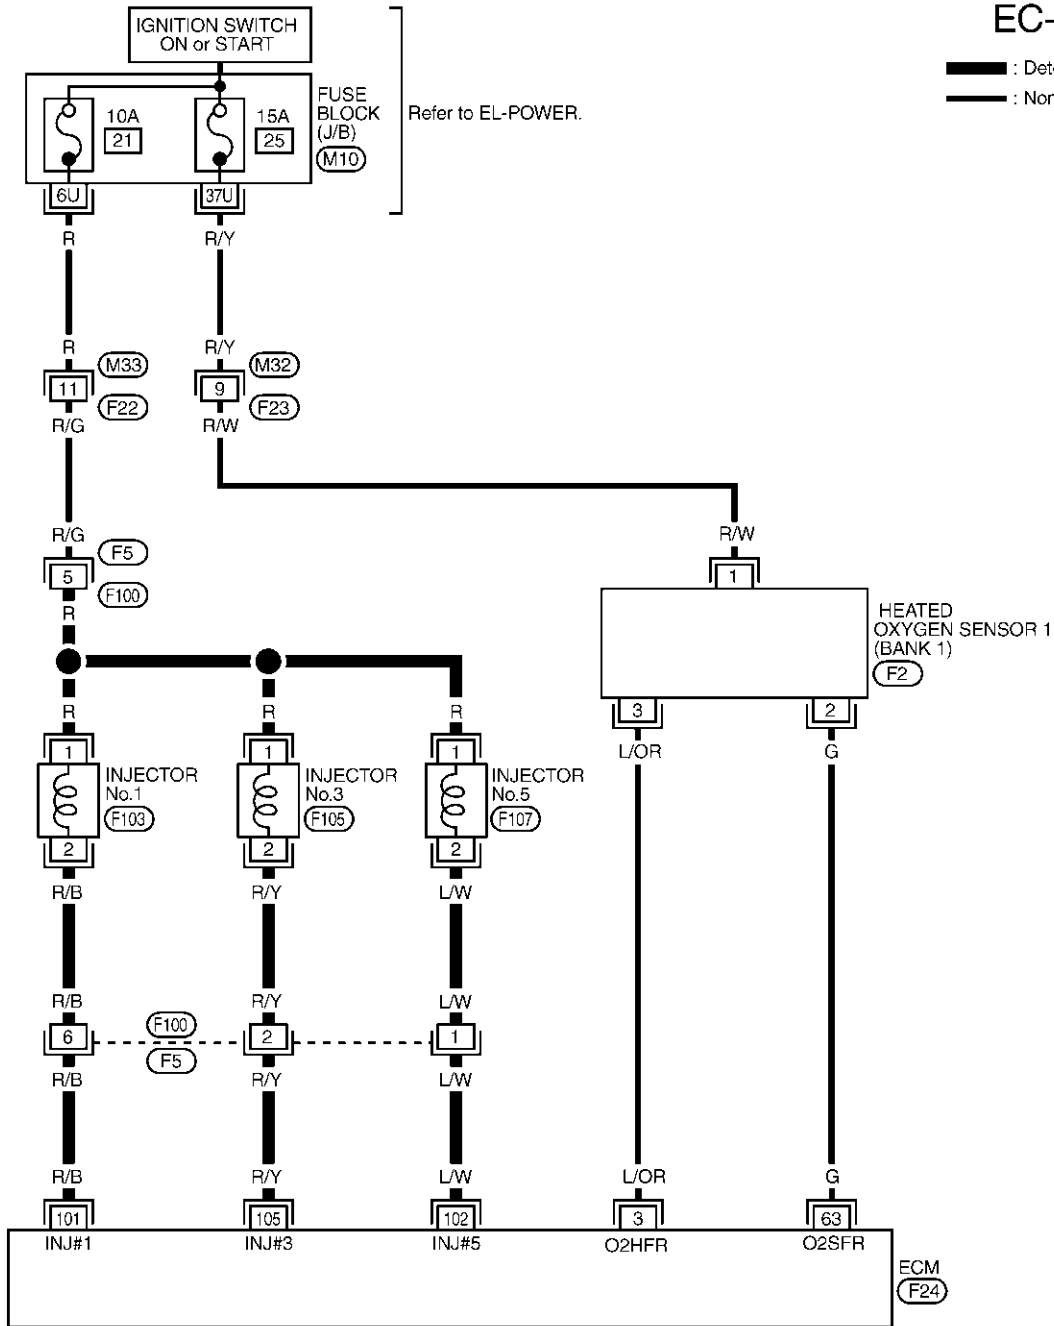 EC-
IGNITION SWITCH
ON or START
: Det
: Non
10A
21
15A
25
FUSE
BLOCK
(J/B)
M10
Refer to EL-POWER.
6U
37U
R
R/Y
R
R/Y
M33
M32
11
9
F22
F23
R/G
R/W
R/G
F5
R/W
5
1
F100
R
HEATED
OXYGEN SENSOR 1
(BANK 1)
F2
3
2
R
R
R
L/OR
G
1
1
1
INJECTOR
No.1
F103
INJECTOR
No.3
F105
INJECTOR
No.5
F107
2
2
2
R/B
R/Y
L/W
R/B
R/Y
L/W
6
F100
2
1
F5
R/B
R/Y
L/W
R/B
R/Y
L/W
L/OR
G
101
105
102
3
63
INJ#1
INJ#3
INJ#5
O2HFR
O2SFR
ECM
F24